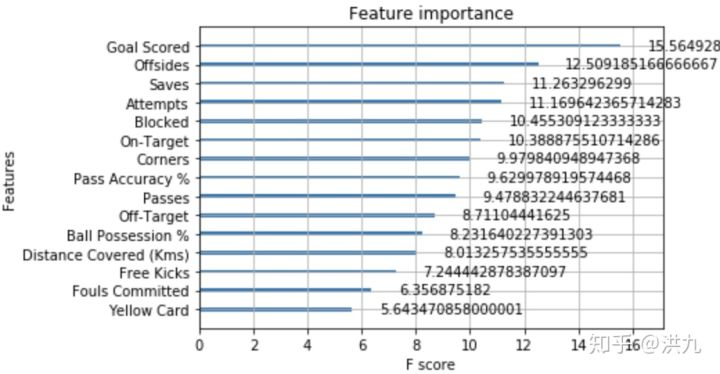 Feature importance
Features
Goal Scored 15.564928
Offsides 12.509185166666667
Saves 11.263296299
Attempts 11.169642365714283
Blocked 10.455309123333333
On-Target 10.388875510714286
Corners 9.979840948947368
Pass Accuracy % 9.629978919574468
Passes 9.478832244637681
Off-Target 8.71104441625
Ball Possession % 8.231640227391303
Distance Covered (Kms) 8.013257535555555
Free Kicks 7.244442878387097
Fouls Committed 6.356875182
Yellow Card 5.643470858000001
0 2 4 6 8 10 12 14 16
F score
知乎 @洪九